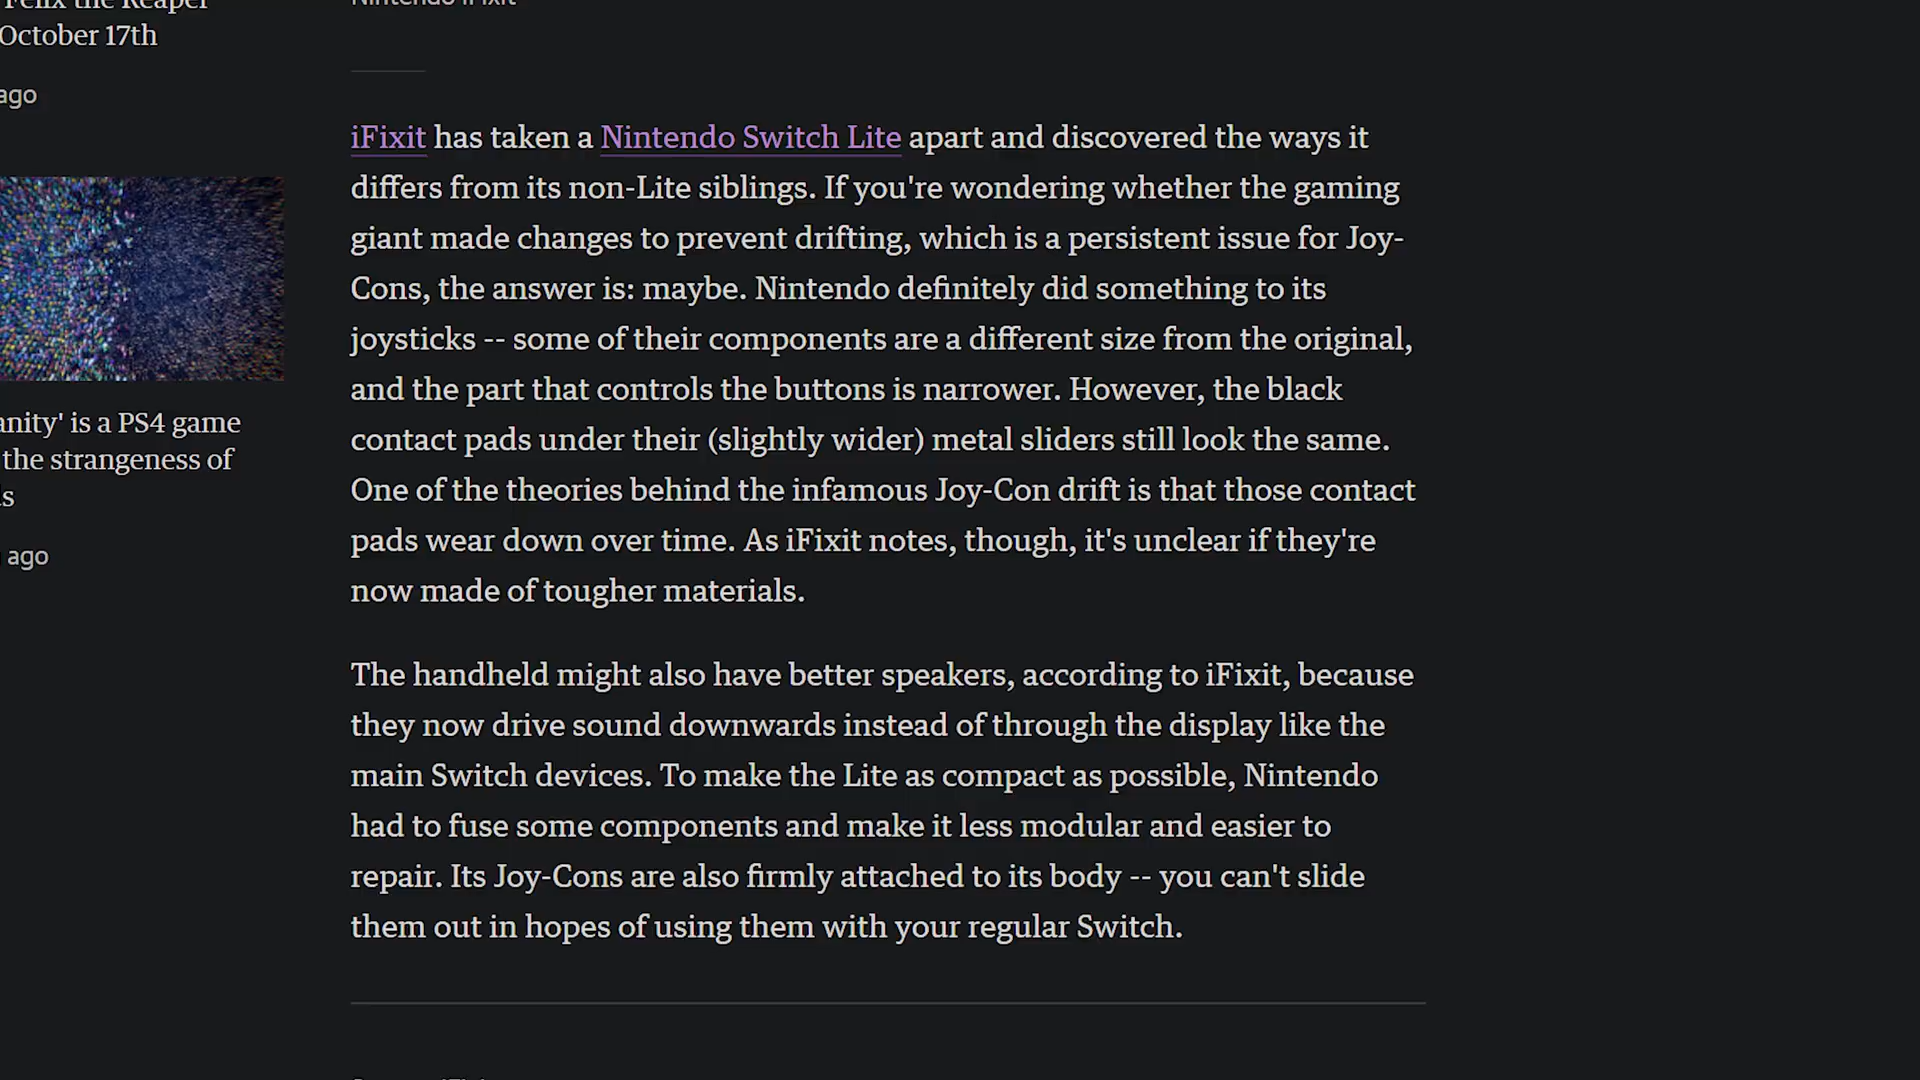 Felix the Reaper
October 17th
ago
anity' is a PS4 game
the strangeness of
ago
Nintendo iFixit
iFixit has taken a Nintendo Switch Lite apart and discovered the ways it
differs from its non-Lite siblings. If you're wondering whether the gaming
giant made changes to prevent drifting, which is a persistent issue for Joy-
Cons, the answer is: maybe. Nintendo definitely did something to its
joysticks -- some of their components are a different size from the original,
and the part that controls the buttons is narrower. However, the black
contact pads under their (slightly wider) metal sliders still look the same.
One of the theories behind the infamous Joy-Con drift is that those contact
pads wear down over time. As iFixit notes, though, it's unclear if they're
now made of tougher materials.
The handheld might also have better speakers, according to iFixit, because
they now drive sound downwards instead of through the display like the
main Switch devices. To make the Lite as compact as possible, Nintendo
had to fuse some components and make it less modular and easier to
repair. Its Joy-Cons are also firmly attached to its body -- you can't slide
them out in hopes of using them with your regular Switch.